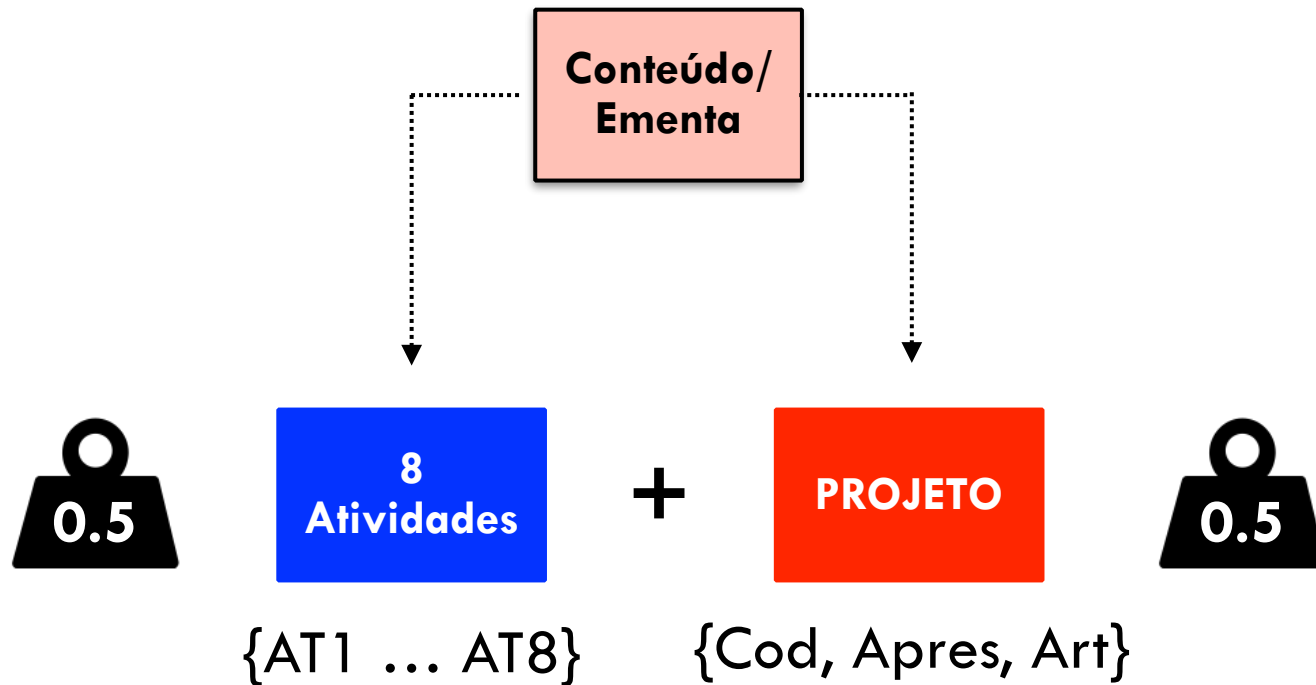 Conteúdo/
Ementa
0.5
8
Atividades
+
PROJETO
0.5
{AT1 ... AT8}
{Cod, Apres, Art}